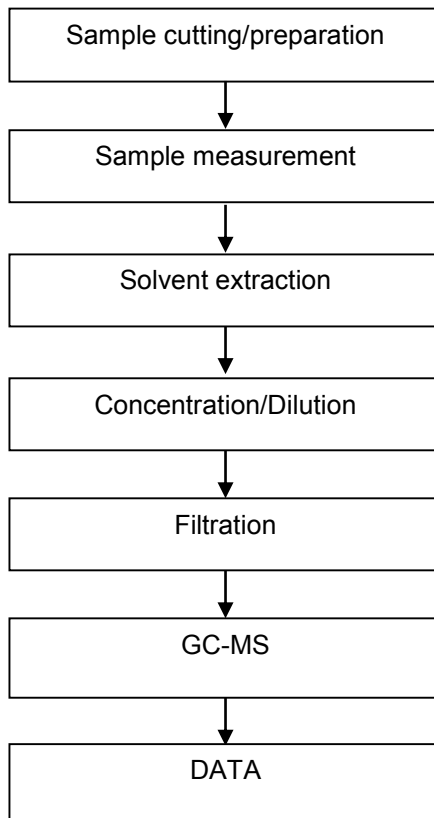 Sample cutting/preparation
Sample measurement
Solvent extraction
Concentration/Dilution
Filtration
GC-MS
DATA